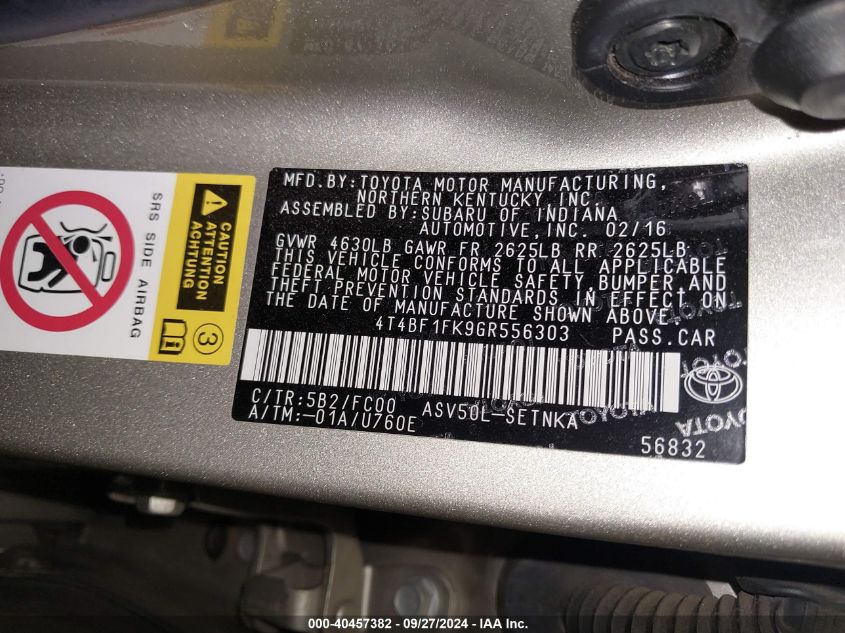 MFD.BY:TOYOTA MOTOR MANUFACTURING,
NORTHERN KENTUCKY, INC.
ASSEMBLED BY:SUBARU OF INDIANA
AUTOMOTIVE, INC. 02/16
GVWR 4630LB GAWR FR 2625LB RR 2625LB
THIS VEHICLE CONFORMS TO ALL APPLICABLE
FEDERAL MOTOR VEHICLE SAFETY,BUMPER,AND
THEFT PREVENTION STANDARDS IN EFFECT ON
THE DATE OF MANUFACTURE SHOWN ABOVE.
4T4BF1FK9GR556303 PASS.CAR
C/TR:5B2/FC00 ASV50L-SETNKA
A/TM:-01A/U760E
56832
TOYOTA
CAUTION
ATTENTION
SRS SIDE AIRBAG
3
000-40457382 - 09/27/2024 - IAA, Inc.